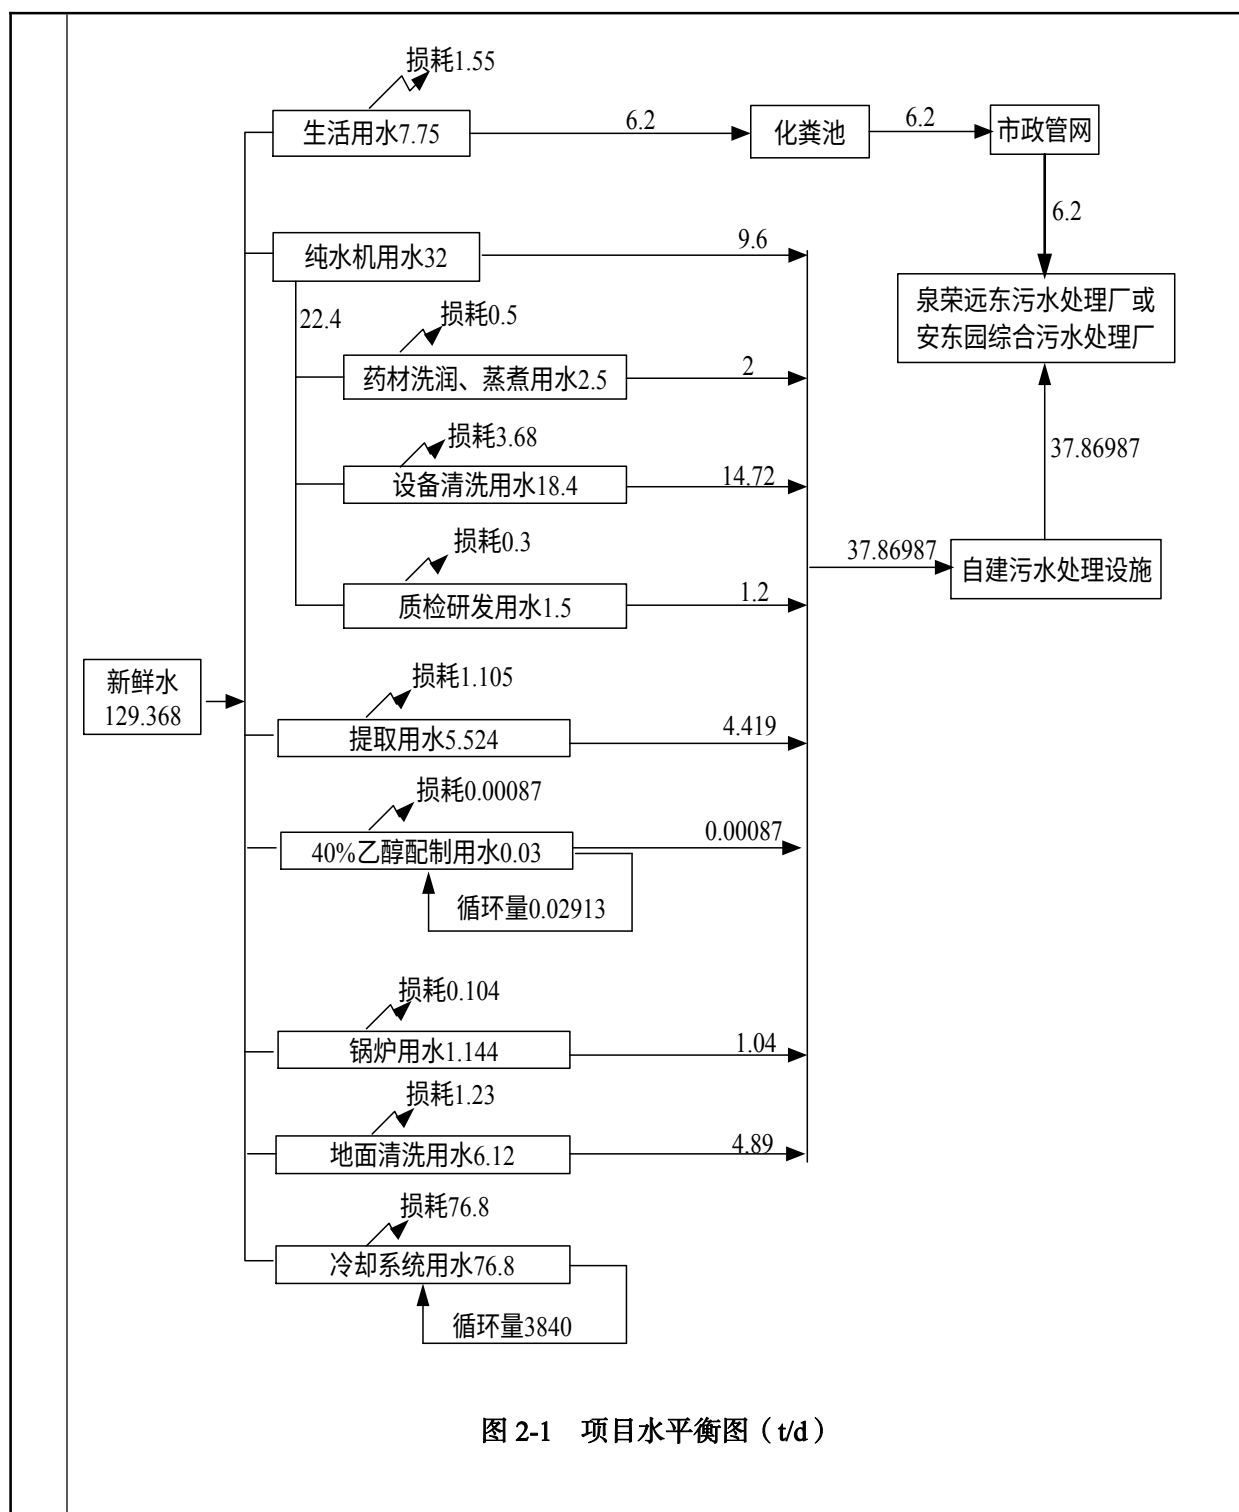 损耗1.55
生活用水7.75
6.2
化粪池
6.2
市政管网
6.2
纯水机用水32
9.6
泉荣远东污水处理厂或
安东园综合污水处理厂
22.4
损耗0.5
药材洗润、蒸煮用水2.5
2
损耗3.68
设备清洗用水18.4
14.72
37.86987
损耗0.3
质检研发用水1.5
1.2
37.86987
自建污水处理设施
新鲜水
129.368
损耗1.105
提取用水5.524
4.419
损耗0.00087
40%乙醇配制用水0.03
0.00087
循环量0.02913
损耗0.104
锅炉用水1.144
1.04
损耗1.23
地面清洗用水6.12
4.89
损耗76.8
冷却系统用水76.8
循环量3840
图 2-1 项目水平衡图（t/d）